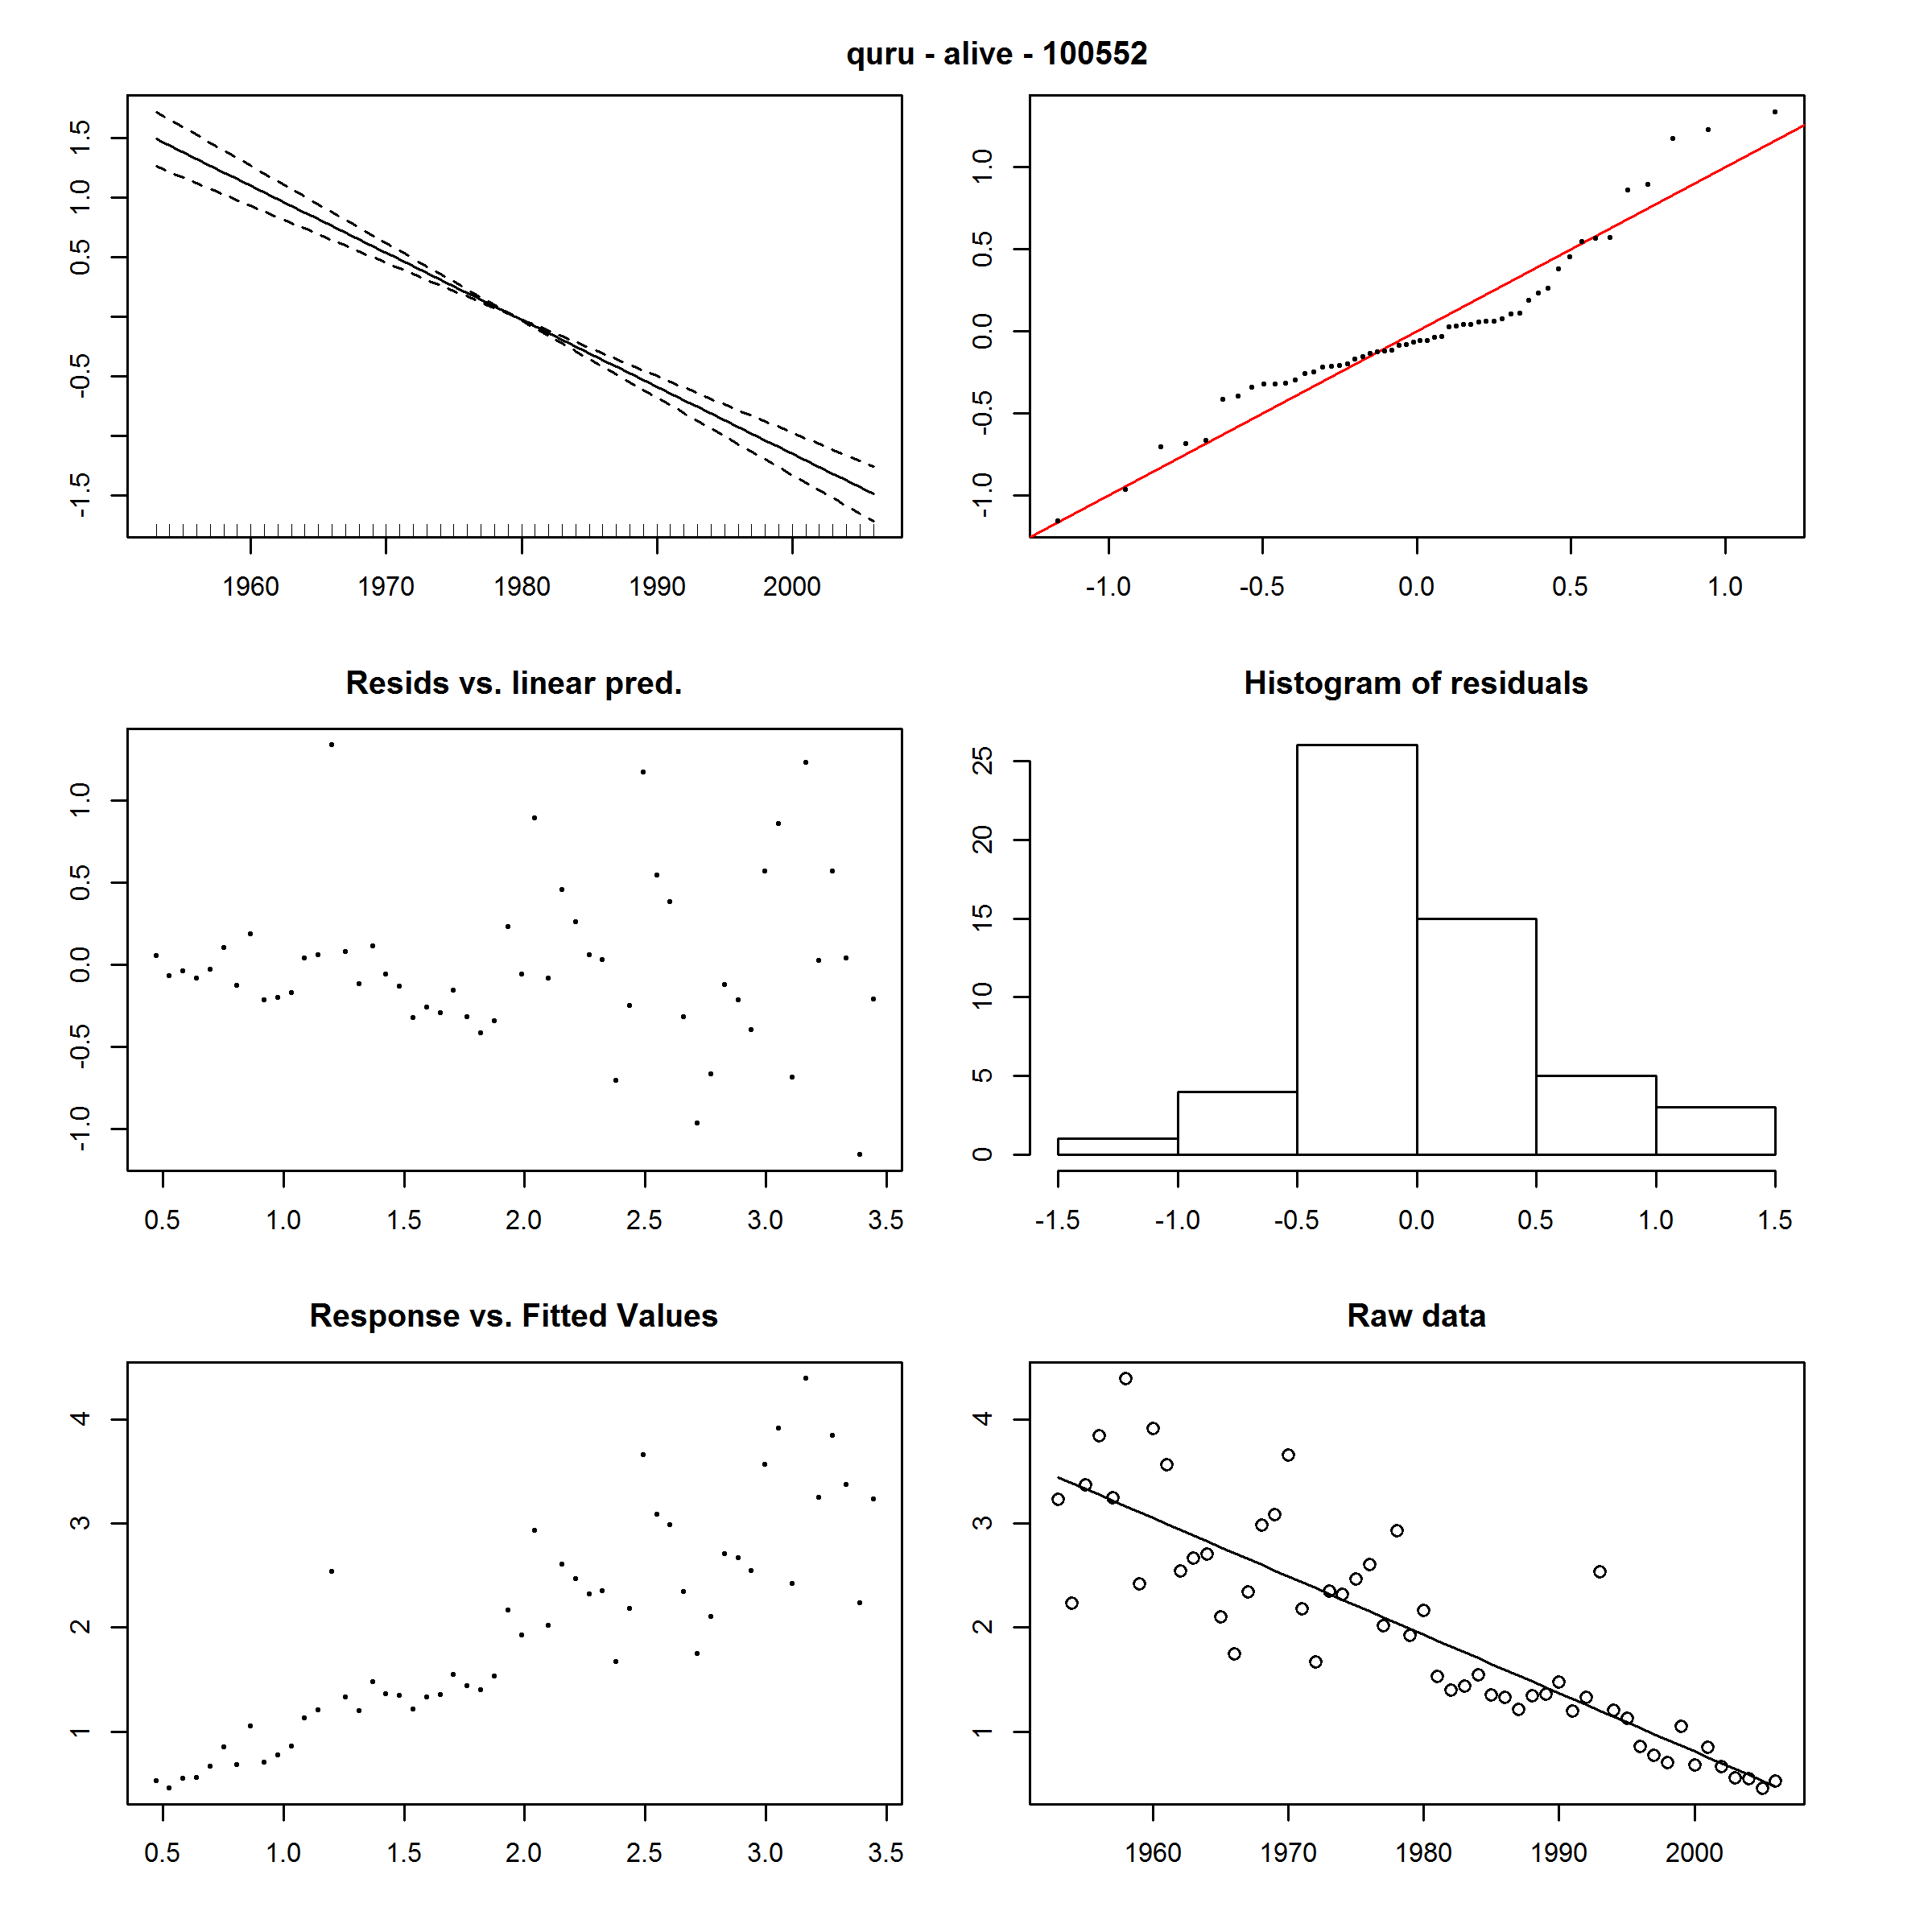 quru - alive - 100552
1.5
1.0
0.5
-0.5
-1.5
1960 1970 1980 1990 2000
1.0
0.5
0.0
-0.5
-1.0
-1.0 -0.5 0.0 0.5 1.0
Resids vs. linear pred.
1.0
0.5
0.0
-0.5
-1.0
0.5 1.0 1.5 2.0 2.5 3.0 3.5
Histogram of residuals
25
20
15
10
5
0
-1.5 -1.0 -0.5 0.0 0.5 1.0 1.5
Response vs. Fitted Values
4
3
2
1
0.5 1.0 1.5 2.0 2.5 3.0 3.5
Raw data
4
3
2
1
1960 1970 1980 1990 2000